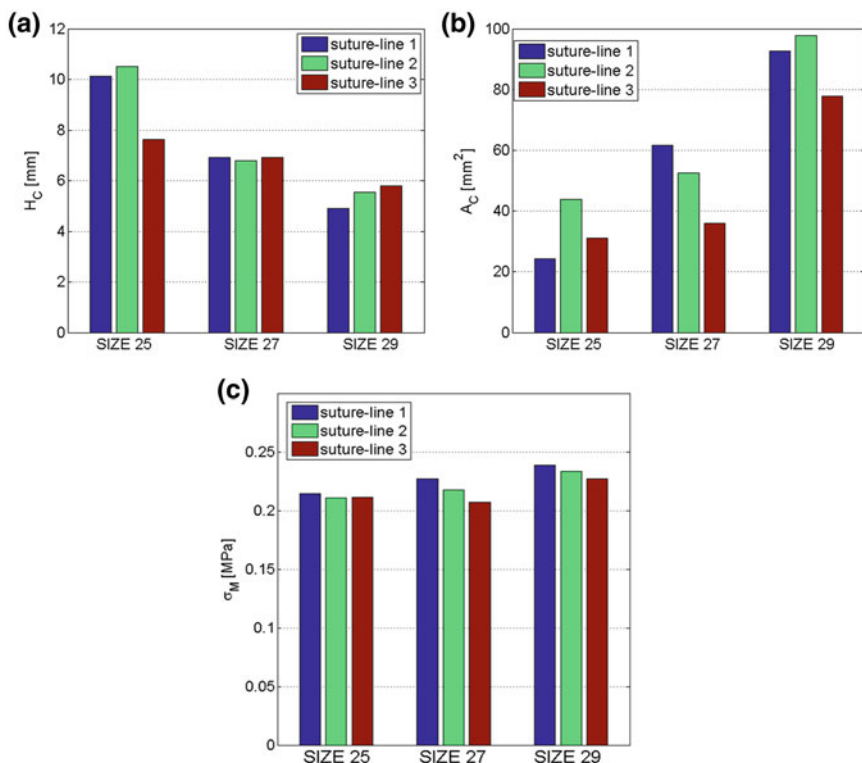 (a)
12
10
8
6
4
2
0
H_C [mm]
suture-line 1
suture-line 2
suture-line 3
SIZE 25 SIZE 27 SIZE 29
(b)
100
80
60
40
20
0
A_C [mm²]
suture-line 1
suture-line 2
suture-line 3
SIZE 25 SIZE 27 SIZE 29
(c)
0.25
0.2
0.15
0.1
0.05
0
σ_M [MPa]
suture-line 1
suture-line 2
suture-line 3
SIZE 25 SIZE 27 SIZE 29